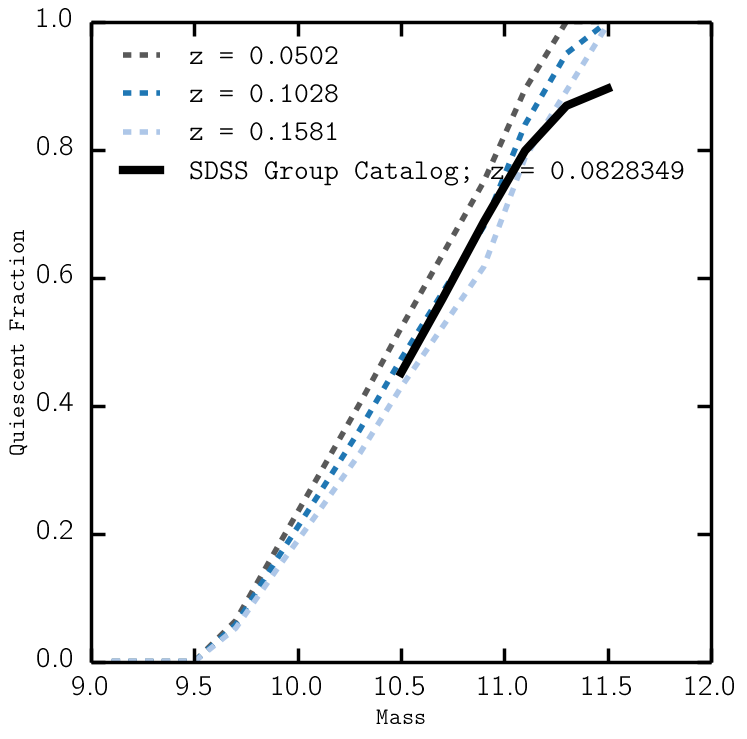 1.0
z = 0.0502
z = 0.1028
z = 0.1581
0.8
SDSS Group Catalog; z = 0.0828349
0.6
Quiescent Fraction
0.4
0.2
0.0
9.0 9.5 10.0 10.5 11.0 11.5 12.0
Mass